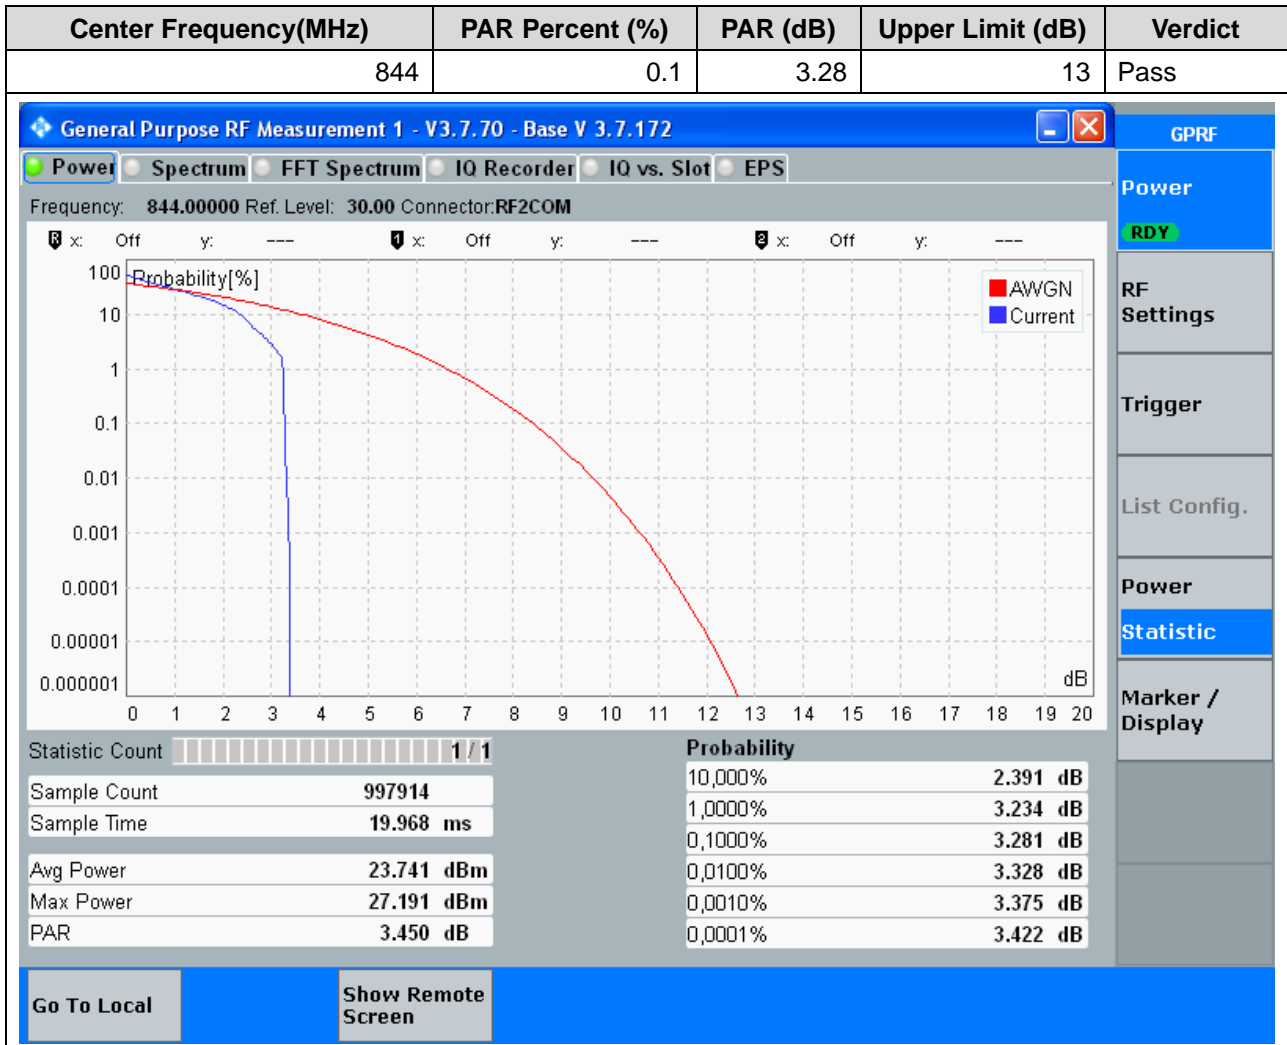 Center Frequency(MHz) PAR Percent (%) PAR (dB) Upper Limit (dB) Verdict
844 0.1 3.28 13 Pass
General Purpose RF Measurement 1 - V3.7.70 - Base V 3.7.172
GPRF
Power Spectrum FFT Spectrum IQ Recorder IQ vs. Slot EPS
Power
RDY
Frequency: 844.00000 Ref. Level: 30.00 Connector:RF2COM
R x: Off y: --- 1 x: Off y: --- 2 x: Off y: ---
Probability[%]
AWGN
Current
100
10
1
0.1
0.01
0.001
0.0001
0.00001
0.000001
dB
0 1 2 3 4 5 6 7 8 9 10 11 12 13 14 15 16 17 18 19 20
RF
Settings
Trigger
List Config.
Power
Statistic
Marker /
Display
Statistic Count 1 / 1
Sample Count 997914
Sample Time 19.968 ms
Avg Power 23.741 dBm
Max Power 27.191 dBm
PAR 3.450 dB
Probability
10,000% 2.391 dB
1,0000% 3.234 dB
0,1000% 3.281 dB
0,0100% 3.328 dB
0,0010% 3.375 dB
0,0001% 3.422 dB
Go To Local
Show Remote
Screen